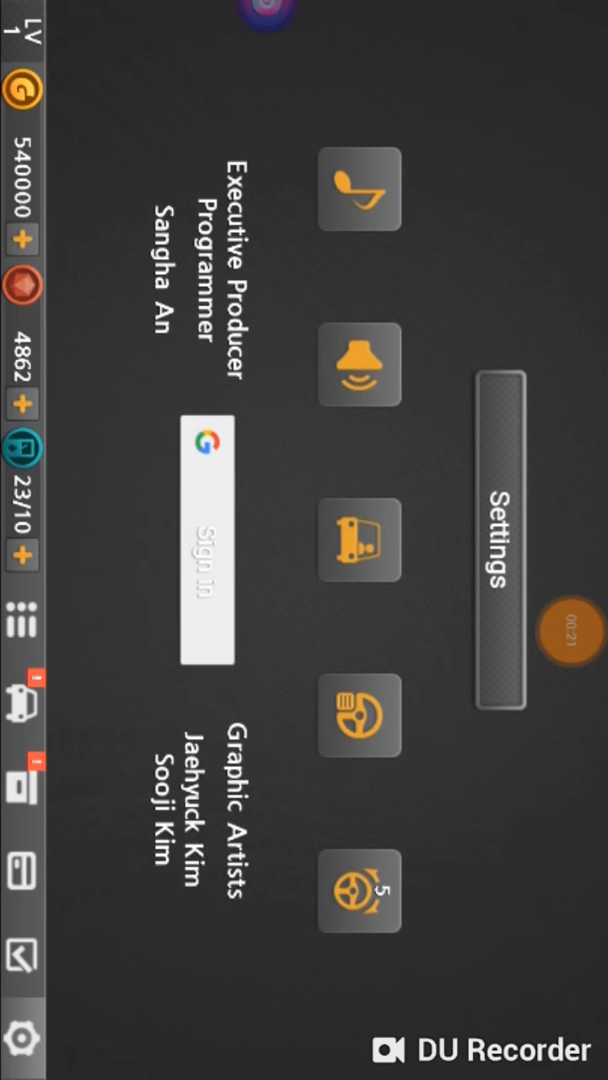 LV
1
540000
4862
23/10
Settings
5
Executive Producer
Programmer
Sangha An
Sign in
Graphic Artists
Jaehyuck Kim
Sooji Kim
00:21
DU Recorder